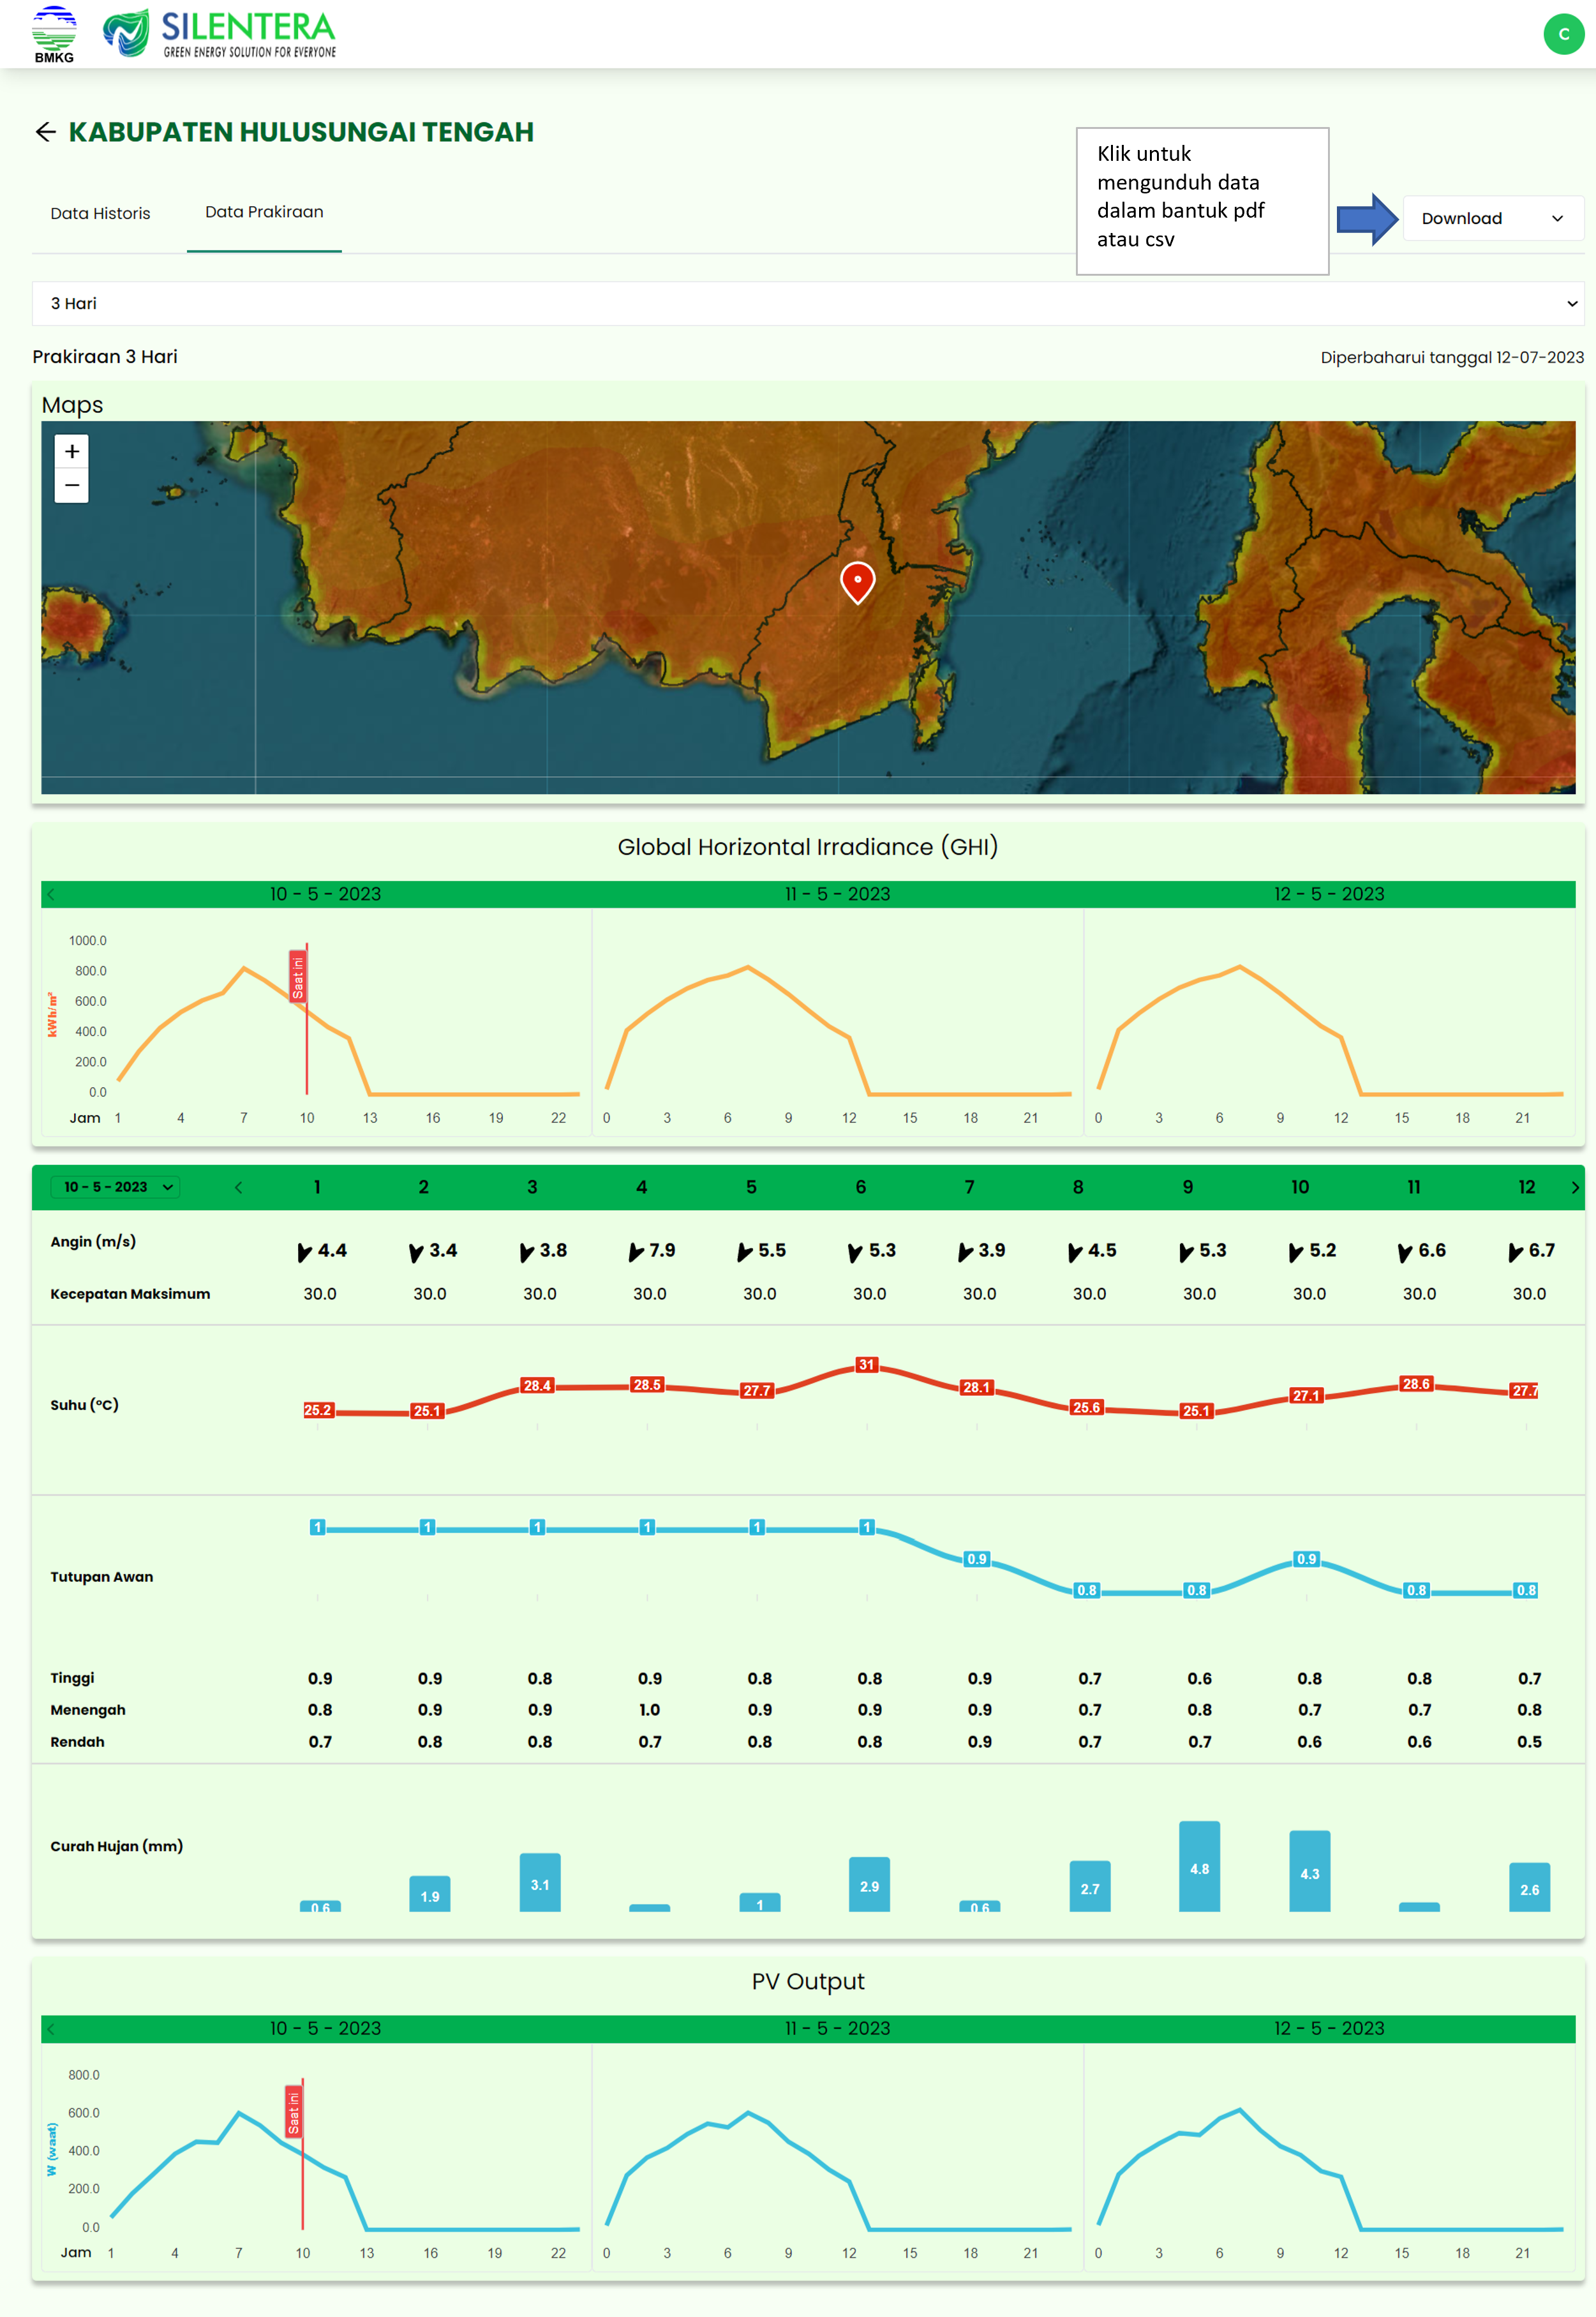 BMKG
SILENTERA
GREEN ENERGY SOLUTION FOR EVERYONE
C
KABUPATEN HULUSUNGAI TENGAH
Data Historis
Data Prakiraan
Klik untuk
mengunduh data
dalam bantuk pdf
atau csv
Download
3 Hari
Prakiraan 3 Hari
Diperbaharui tanggal 12-07-2023
Maps
+
−
Global Horizontal Irradiance (GHI)
10 - 5 - 2023 11 - 5 - 2023 12 - 5 - 2023
kWh/m²
1000.0
800.0
600.0
400.0
200.0
0.0
Saat ini
Jam 1 4 7 10 13 16 19 22 0 3 6 9 12 15 18 21 0 3 6 9 12 15 18 21
10 - 5 - 2023 1 2 3 4 5 6 7 8 9 10 11 12
Angin (m/s) 4.4 3.4 3.8 7.9 5.5 5.3 3.9 4.5 5.3 5.2 6.6 6.7
Kecepatan Maksimum 30.0 30.0 30.0 30.0 30.0 30.0 30.0 30.0 30.0 30.0 30.0 30.0
Suhu (°C) 25.2 25.1 28.4 28.5 27.7 31 28.1 25.6 25.1 27.1 28.6 27.7
Tutupan Awan 1 1 1 1 1 1 0.9 0.8 0.8 0.9 0.8 0.8
Tinggi 0.9 0.9 0.8 0.9 0.8 0.8 0.9 0.7 0.6 0.8 0.8 0.7
Menengah 0.8 0.9 0.9 1.0 0.9 0.9 0.9 0.7 0.8 0.7 0.7 0.8
Rendah 0.7 0.8 0.8 0.7 0.8 0.8 0.9 0.7 0.7 0.6 0.6 0.5
Curah Hujan (mm) 0.6 1.9 3.1 1 2.9 0.6 2.7 4.8 4.3 2.6
PV Output
10 - 5 - 2023 11 - 5 - 2023 12 - 5 - 2023
W (waat)
800.0
600.0
400.0
200.0
0.0
Saat ini
Jam 1 4 7 10 13 16 19 22 0 3 6 9 12 15 18 21 0 3 6 9 12 15 18 21